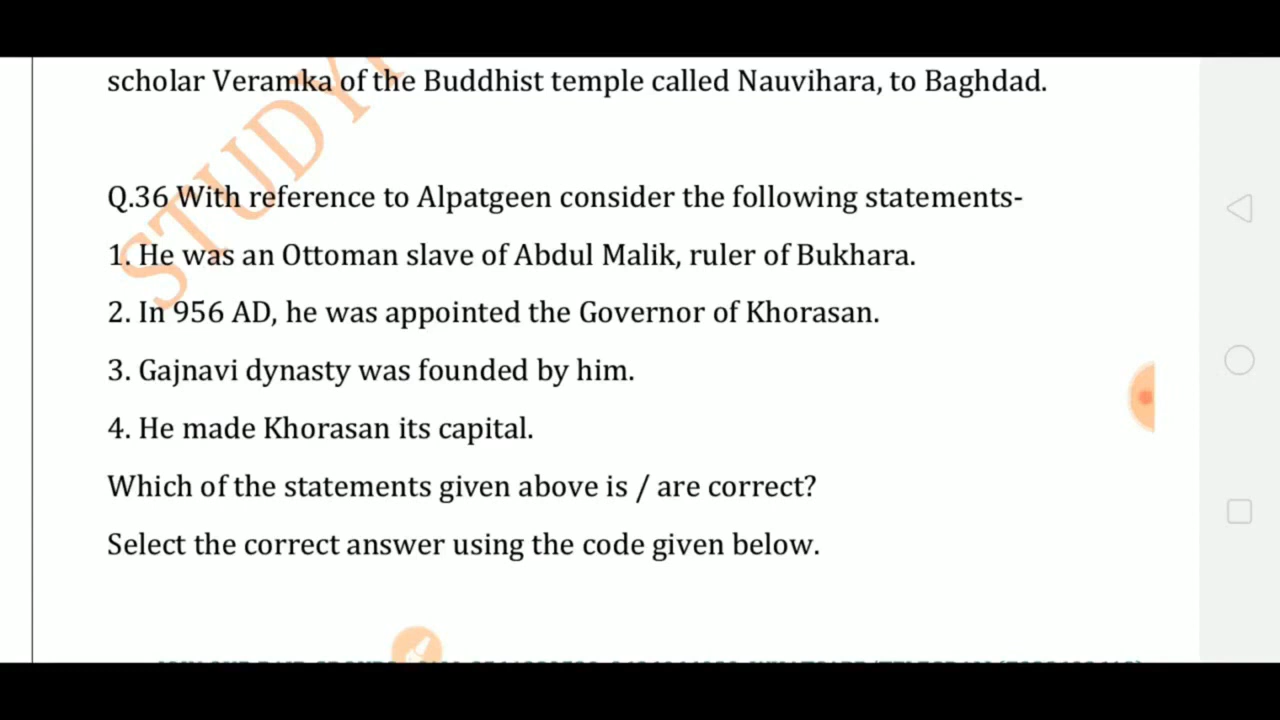 scholar Veramka of the Buddhist temple called Nauvihara, to Baghdad.
Q.36 With reference to Alpatgeen consider the following statements-
1. He was an Ottoman slave of Abdul Malik, ruler of Bukhara.
2. In 956 AD, he was appointed the Governor of Khorasan.
3. Gajnavi dynasty was founded by him.
4. He made Khorasan its capital.
Which of the statements given above is / are correct?
Select the correct answer using the code given below.
STUDY